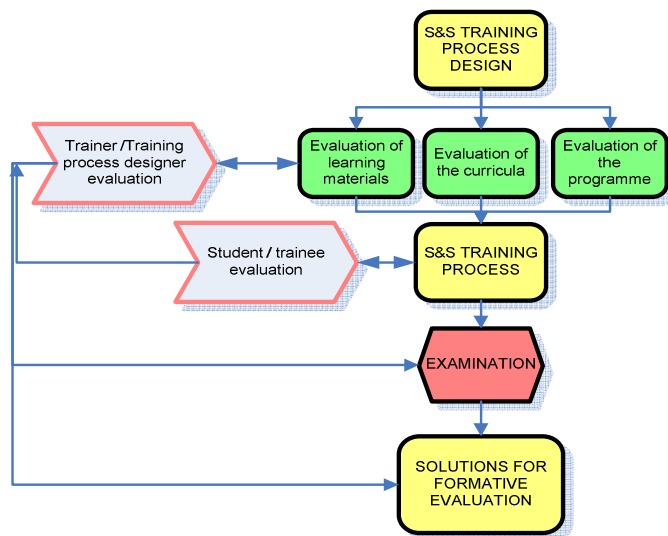 S&S TRAINING
PROCESS
DESIGN
Trainer /Training
process designer
evaluation
Evaluation of
learning
materials
Evaluation of
the curricula
Evaluation of
the
programme
Student / trainee
evaluation
S&S TRAINING
PROCESS
EXAMINATION
SOLUTIONS FOR
FORMATIVE
EVALUATION